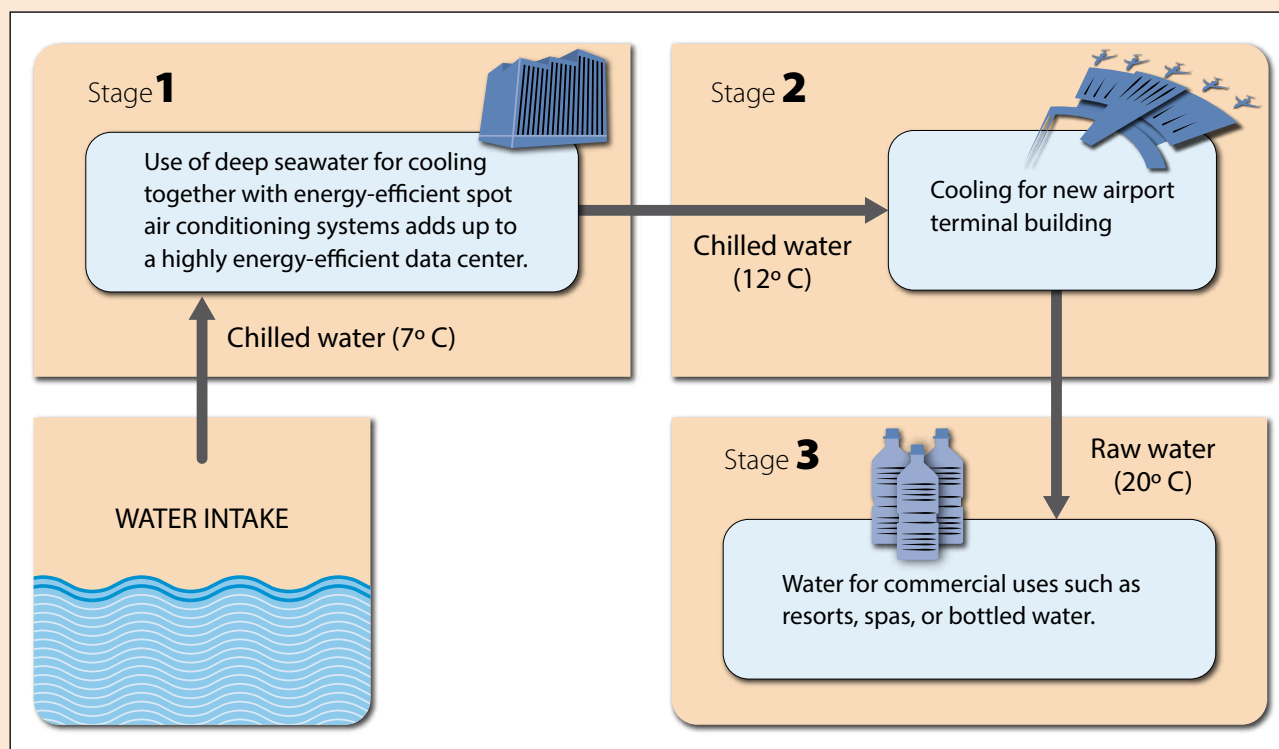 Stage 1
Use of deep seawater for cooling
together with energy-efficient spot
air conditioning systems adds up to
a highly energy-efficient data center.
Chilled water (7º C)
WATER INTAKE
Chilled water
(12º C)
Stage 2
Cooling for new airport
terminal building
Raw water
(20º C)
Stage 3
Water for commercial uses such as
resorts, spas, or bottled water.